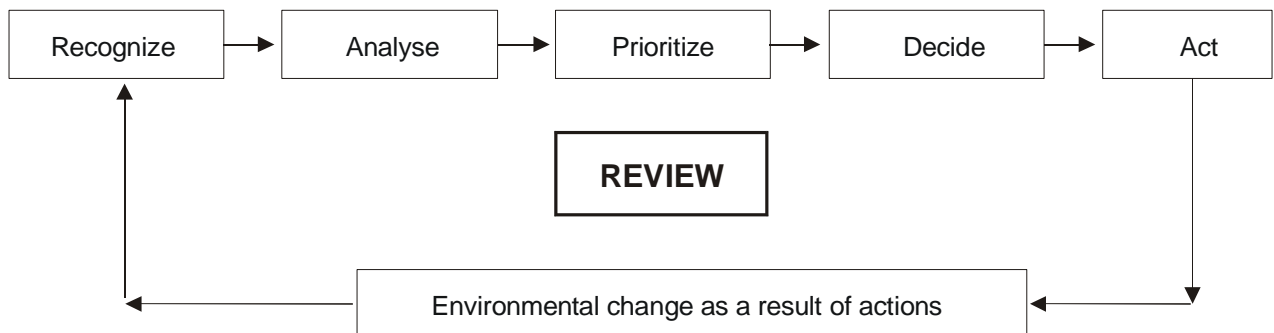 Recognize
Analyse
Prioritize
Decide
Act
REVIEW
Environmental change as a result of actions